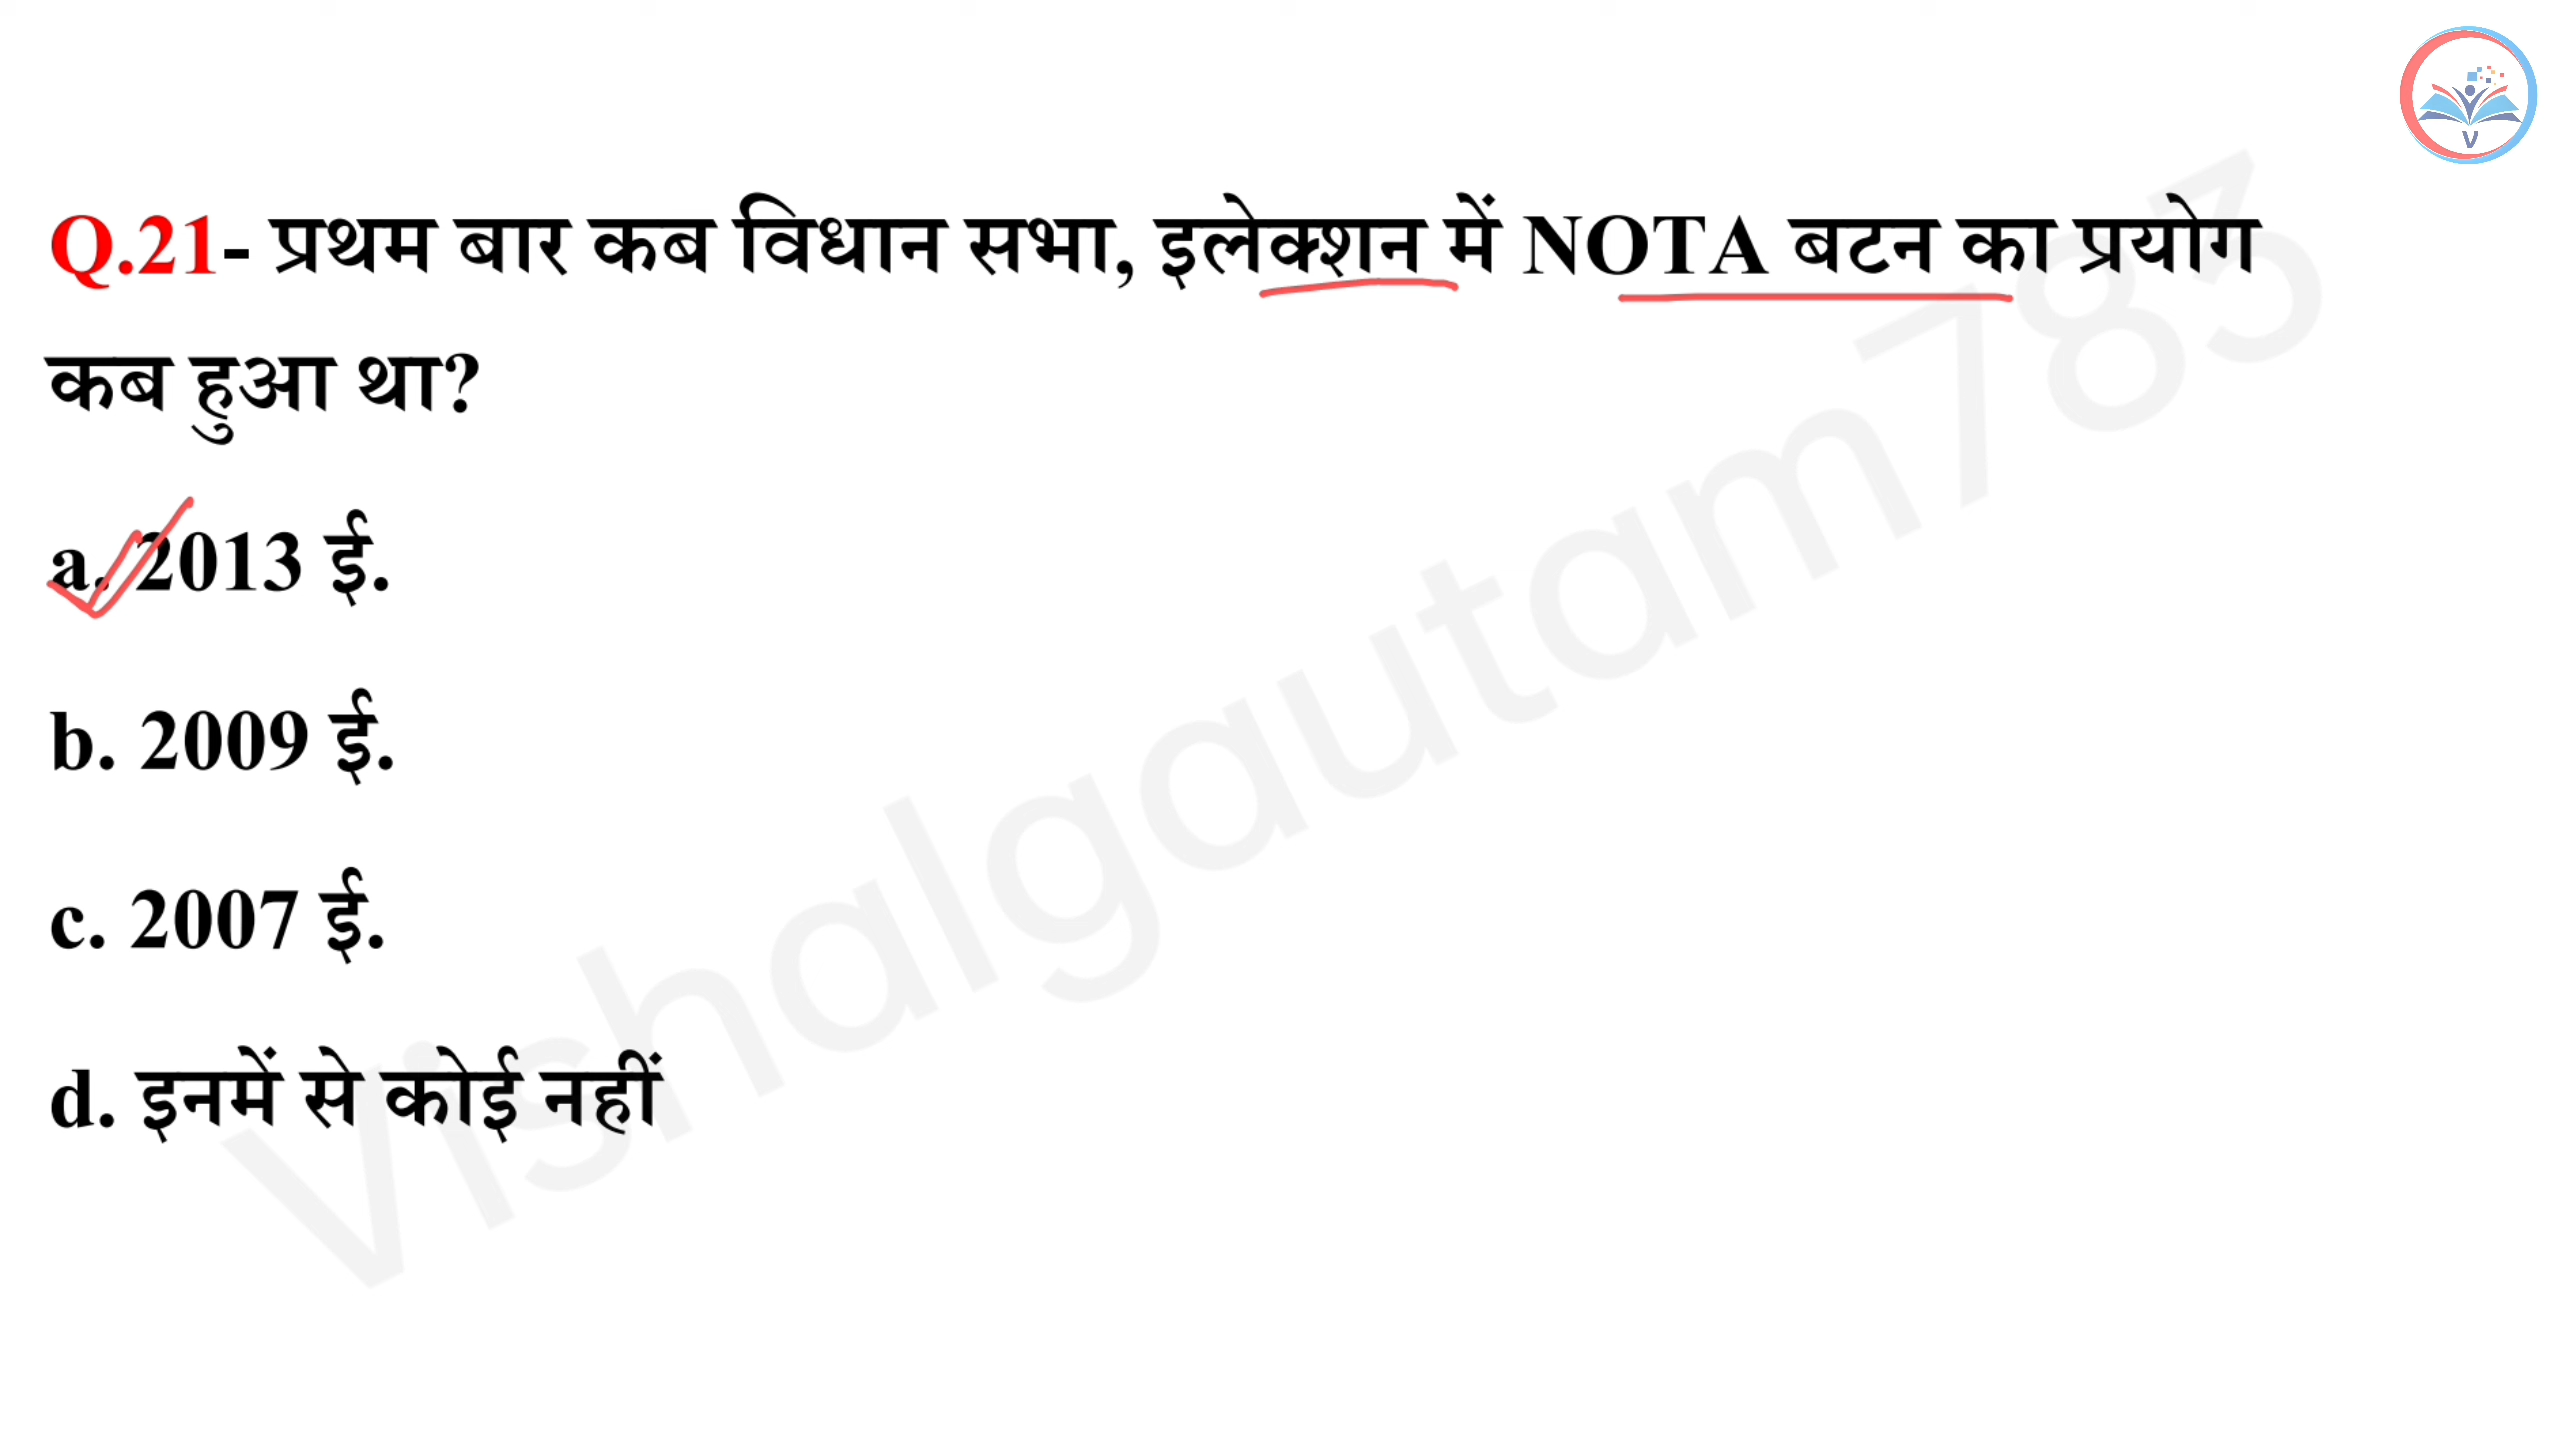 V
Q.21- प्रथम बार कब विधान सभा, इलेक्शन में NOTA बटन का प्रयोग
कब हुआ था?
a. 2013 ई.
b. 2009 ई.
c. 2007 ई.
d. इनमें से कोई नहीं
Vishalgautam783